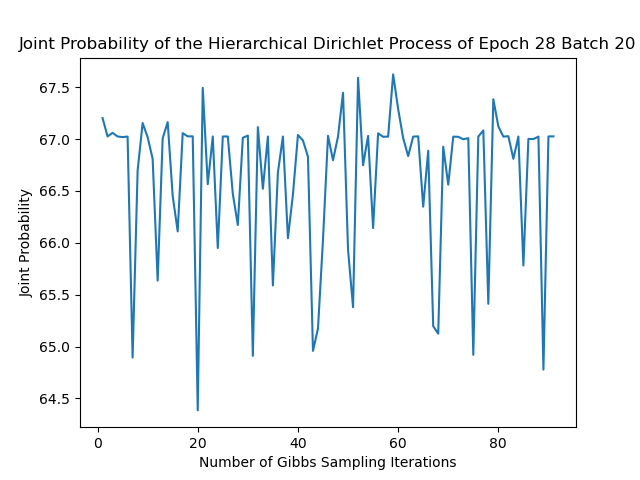 Joint Probability of the Hierarchical Dirichlet Process of Epoch 28 Batch 20
67.5
67.0
66.5
66.0
65.5
65.0
64.5
Joint Probability
0 20 40 60 80
Number of Gibbs Sampling Iterations